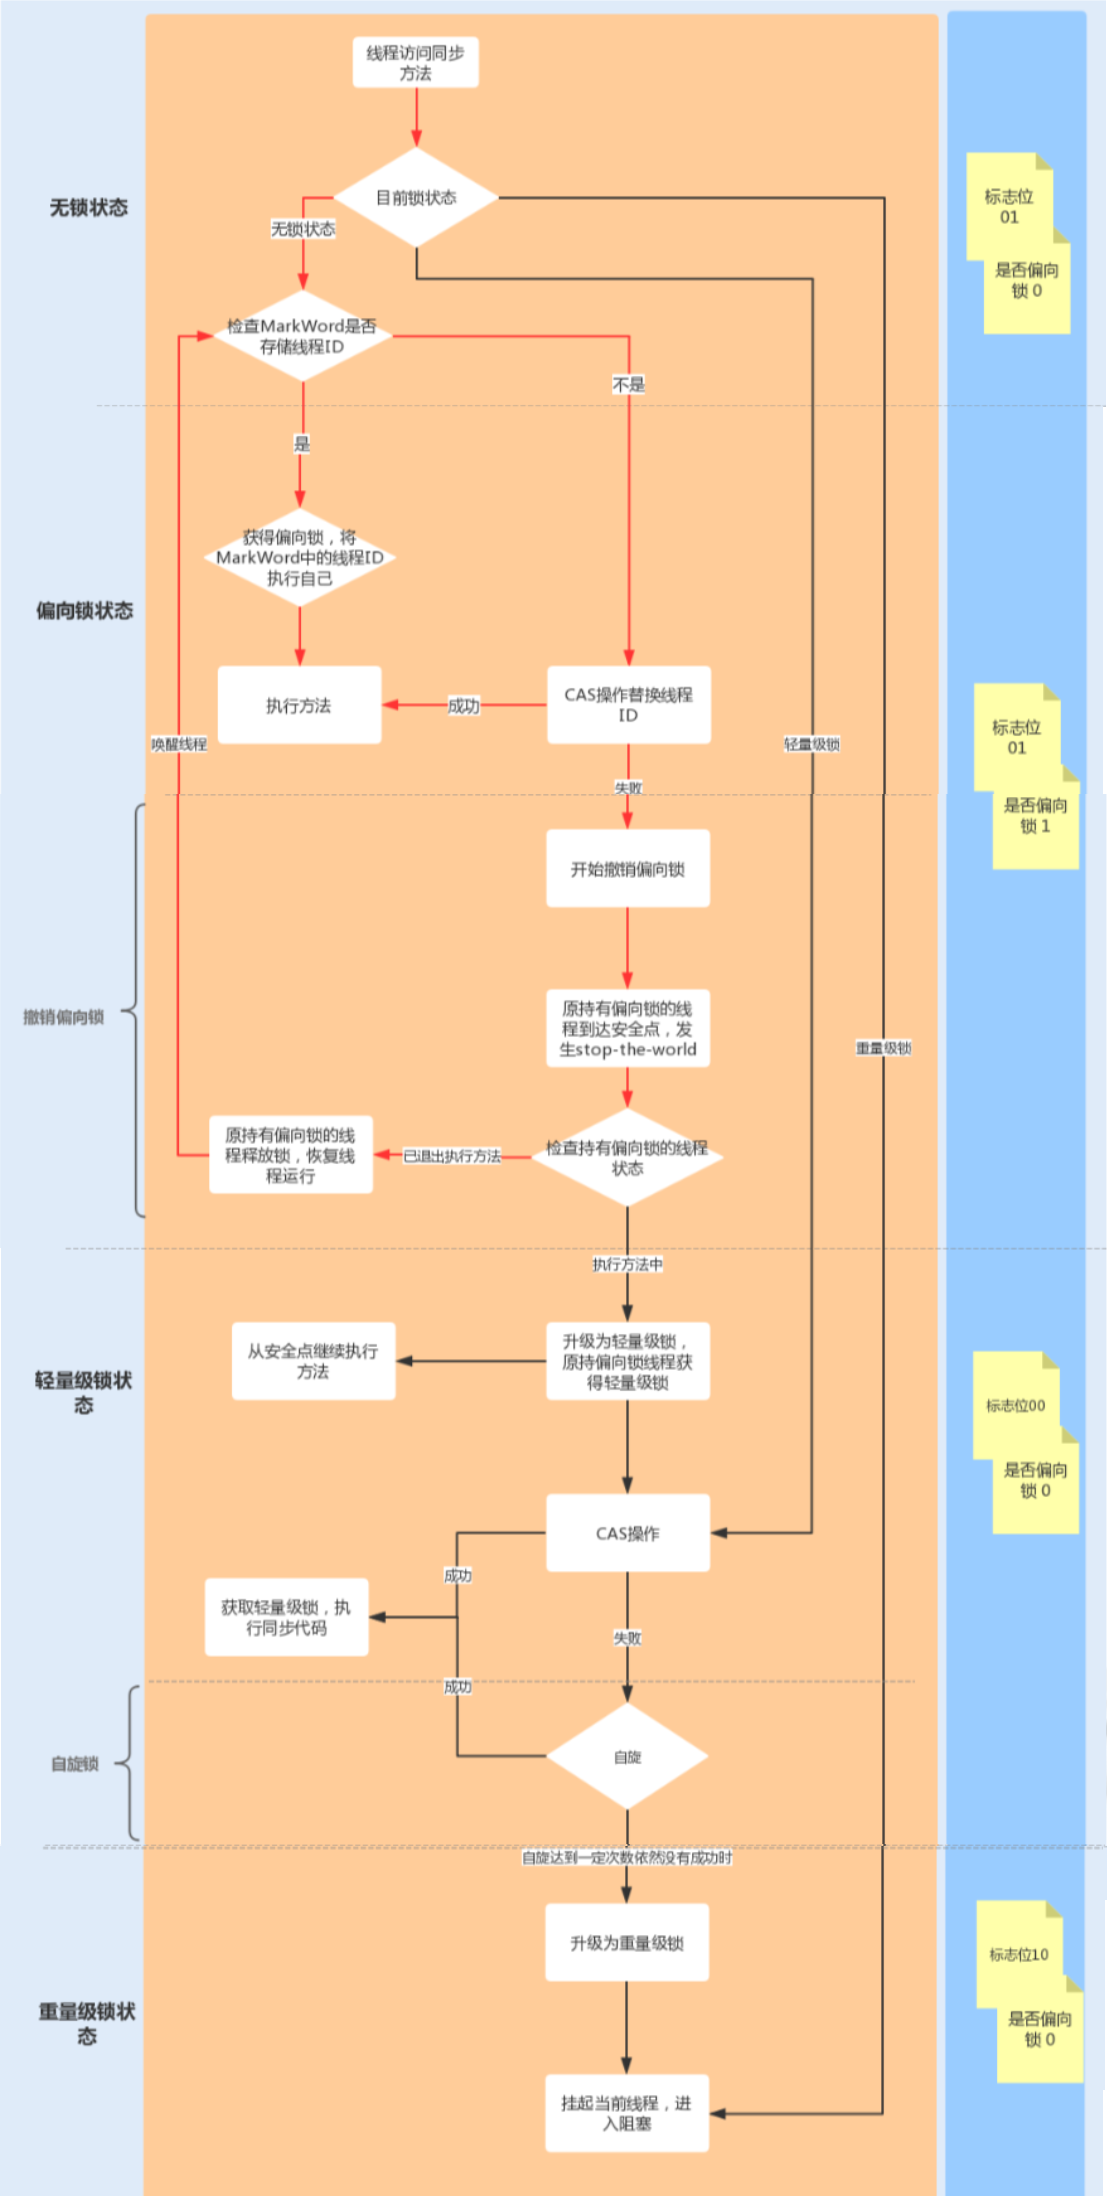 线程访问同步
方法
目前锁状态
无锁状态
无锁状态
标志位
01
是否偏向
锁 0
检查MarkWord是否
存储线程ID
不是
是
获得偏向锁，将
MarkWord中的线程ID
执行自己
偏向锁状态
执行方法
成功
CAS操作替换线程
ID
唤醒线程
轻量级锁
标志位
01
是否偏向
锁 1
失败
开始撤销偏向锁
撤销偏向锁
原持有偏向锁的线
程到达安全点，发
生stop-the-world
重量级锁
原持有偏向锁的线
程释放锁，恢复线
程运行
已退出执行方法
检查持有偏向锁的线程
状态
执行方法中
轻量级锁状
态
从安全点继续执行
方法
升级为轻量级锁，
原持偏向锁线程获
得轻量级锁
标志位00
是否偏向
锁 0
CAS操作
成功
获取轻量级锁，执
行同步代码
失败
成功
自旋锁
自旋
自旋达到一定次数依然没有成功时
升级为重量级锁
标志位10
是否偏向
锁 0
重量级锁状
态
挂起当前线程，进
入阻塞